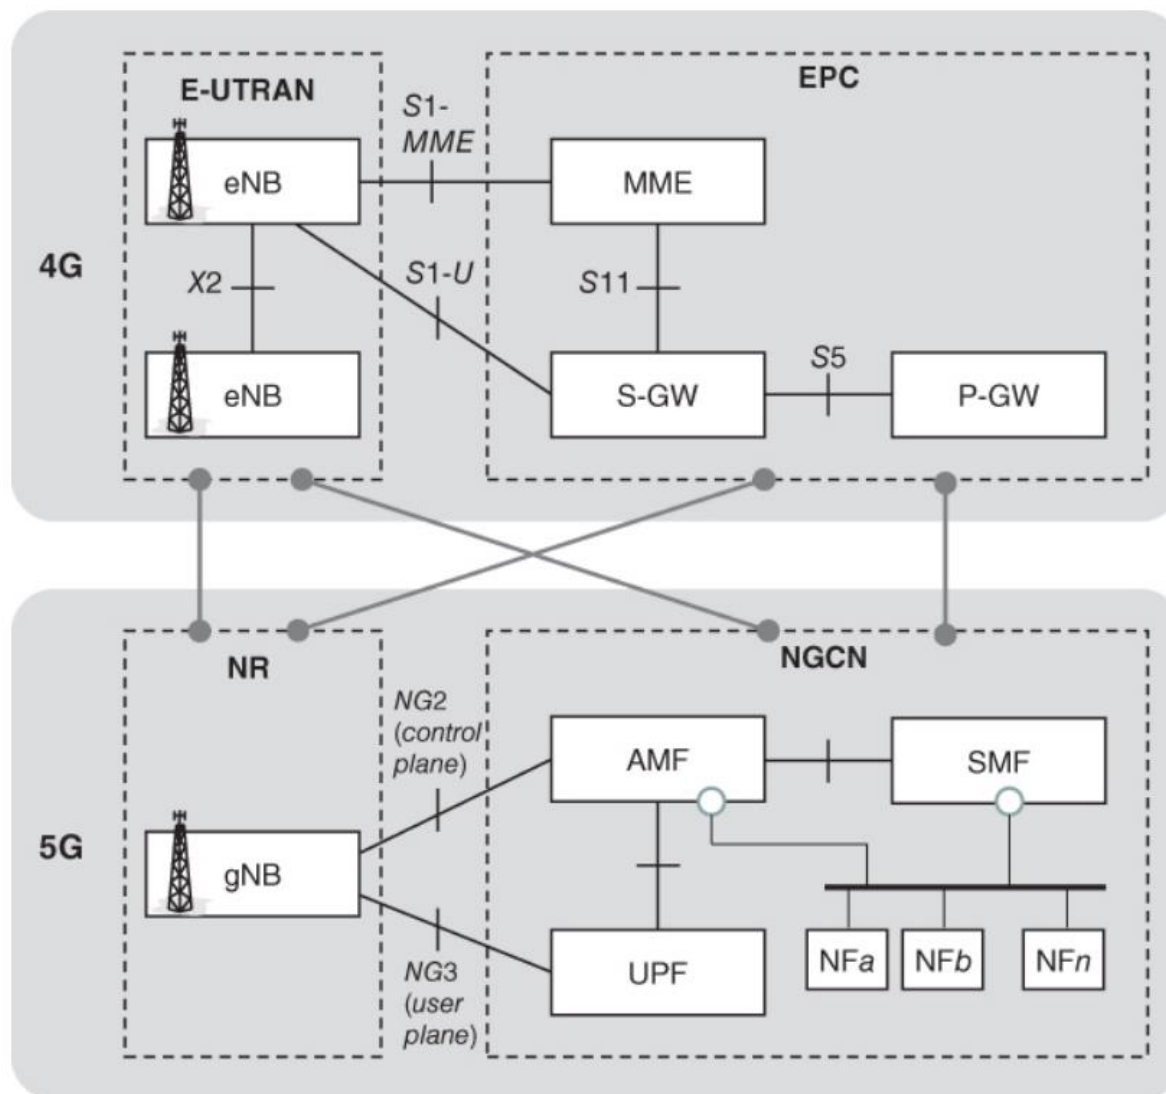 4G
E-UTRAN
eNB
X2
eNB
S1-
MME
S1-U
EPC
MME
S11
S-GW
S5
P-GW
5G
NR
gNB
NG2
(control
plane)
NG3
(user
plane)
NGCN
AMF
SMF
UPF
NFa
NFb
NFn